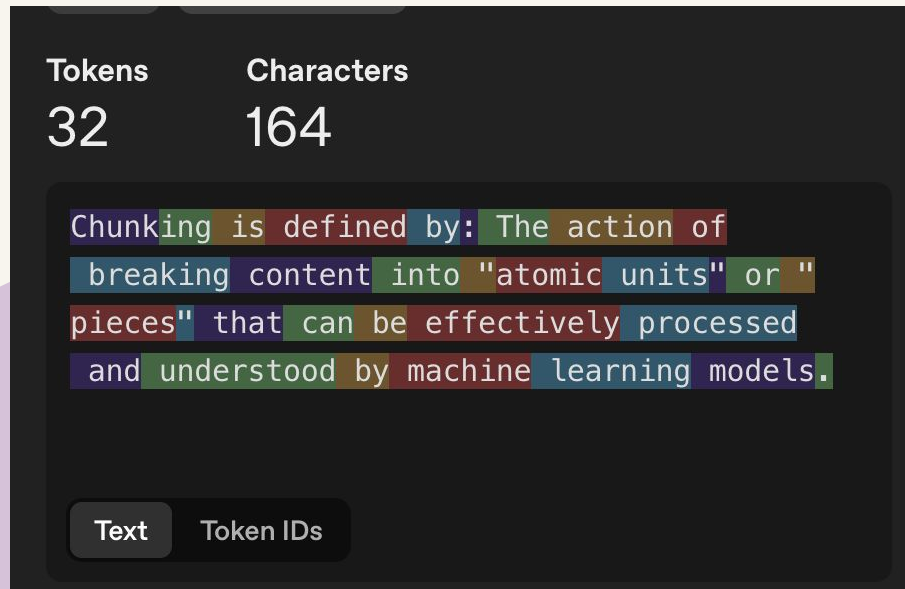 Tokens Characters
32 164
Chunking is defined by: The action of
breaking content into "atomic units" or "
pieces" that can be effectively processed
and understood by machine learning models.
Text Token IDs